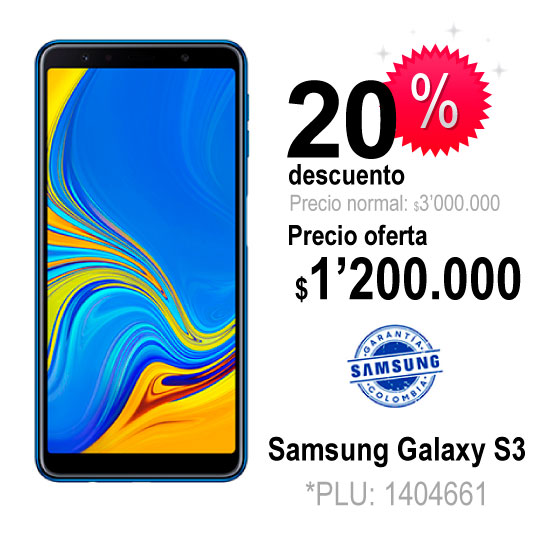 20%
descuento
Precio normal: $3'000.000
Precio oferta
$1'200.000
GARANTÍA
SAMSUNG
COLOMBIA
Samsung Galaxy S3
*PLU: 1404661